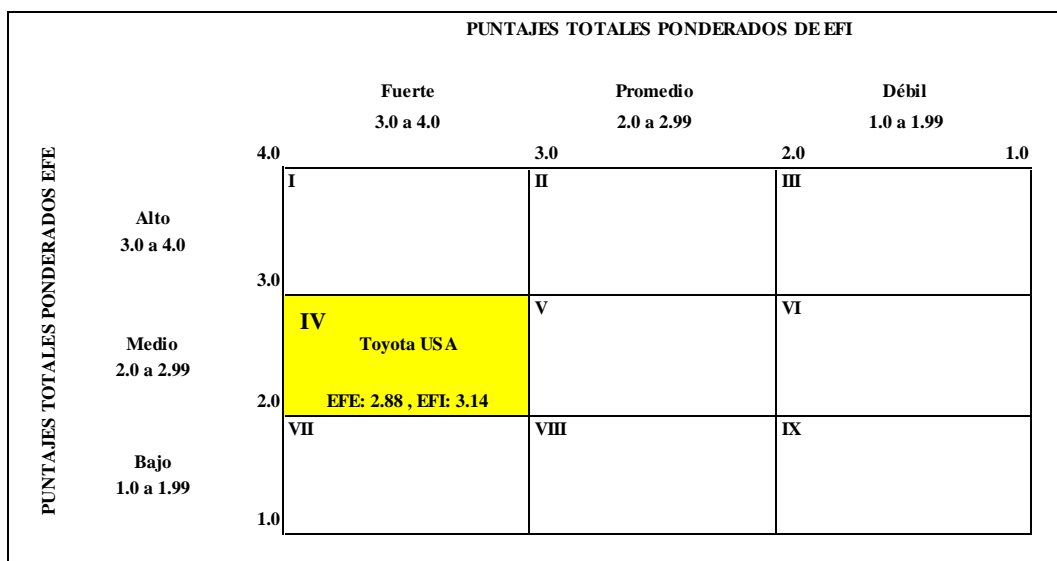 PUNTAJES TOTALES PONDERADOS DE EFI
Fuerte Promedio Débil
3.0 a 4.0 2.0 a 2.99 1.0 a 1.99
4.0 3.0 2.0 1.0
PUNTAJES TOTALES PONDERADOS EFE
I II III
Alto
3.0 a 4.0
3.0
IV V VI
Medio Toyota USA
2.0 a 2.99
2.0 EFE: 2.88 , EFI: 3.14
VII VIII IX
Bajo
1.0 a 1.99
1.0